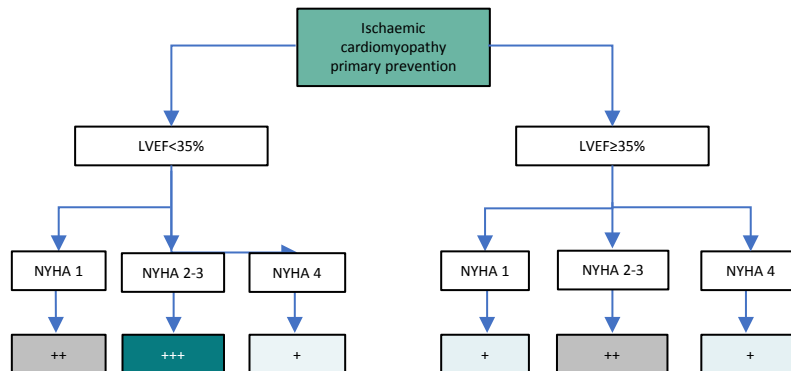 Ischaemic
cardiomyopathy
primary prevention
LVEF<35%
LVEF≥35%
NYHA 1
NYHA 2-3
NYHA 4
NYHA 1
NYHA 2-3
NYHA 4
++
+++
+
+
++
+